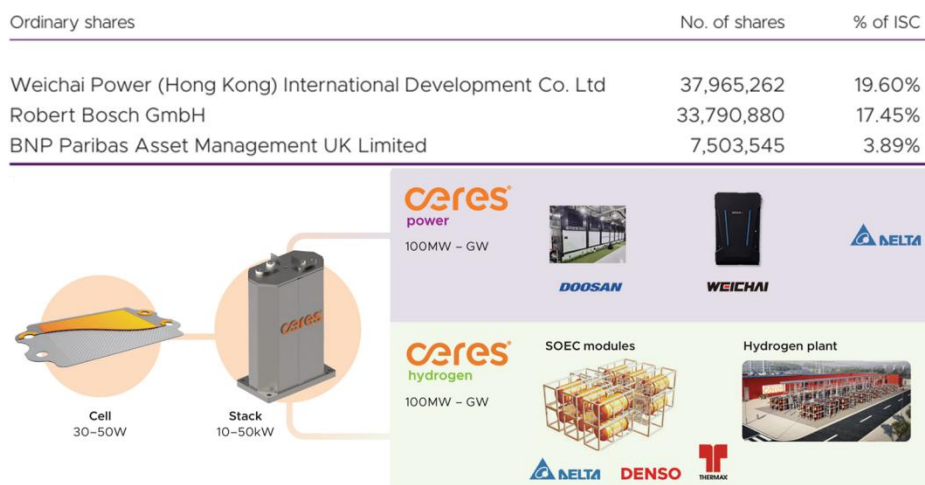 Ordinary shares No. of shares % of ISC
Weichai Power (Hong Kong) International Development Co. Ltd 37,965,262 19.60%
Robert Bosch GmbH 33,790,880 17.45%
BNP Paribas Asset Management UK Limited 7,503,545 3.89%
ceres
power
100MW – GW
DOOSAN
WEICHAI
DELTA
ceres
Cell
30–50W
Stack
10–50kW
ceres
hydrogen
100MW – GW
SOEC modules
Hydrogen plant
DELTA
DENSO
THERMAX